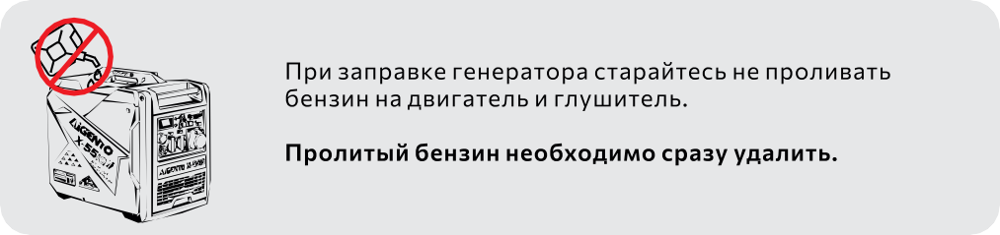 При заправке генератора старайтесь не проливать
бензин на двигатель и глушитель.
Пролитый бензин необходимо сразу удалить.